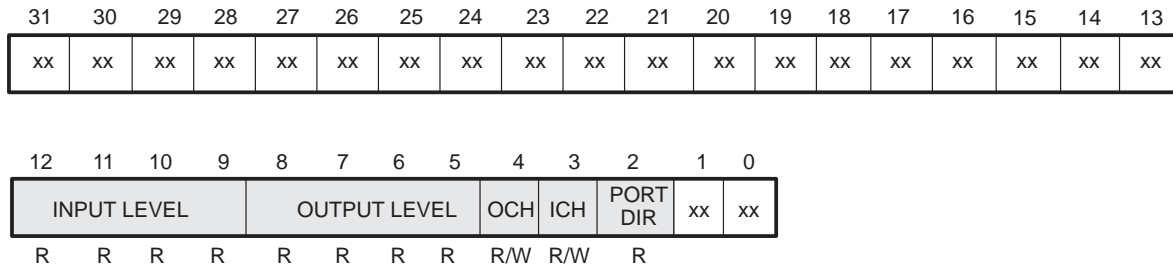 31 30 29 28 27 26 25 24 23 22 21 20 19 18 17 16 15 14 13
xx xx xx xx xx xx xx xx xx xx xx xx xx xx xx xx xx xx xx
12 11 10 9 8 7 6 5 4 3 2 1 0
INPUT LEVEL OUTPUT LEVEL OCH ICH PORT DIR xx xx
R R R R R R R R R/W R/W R